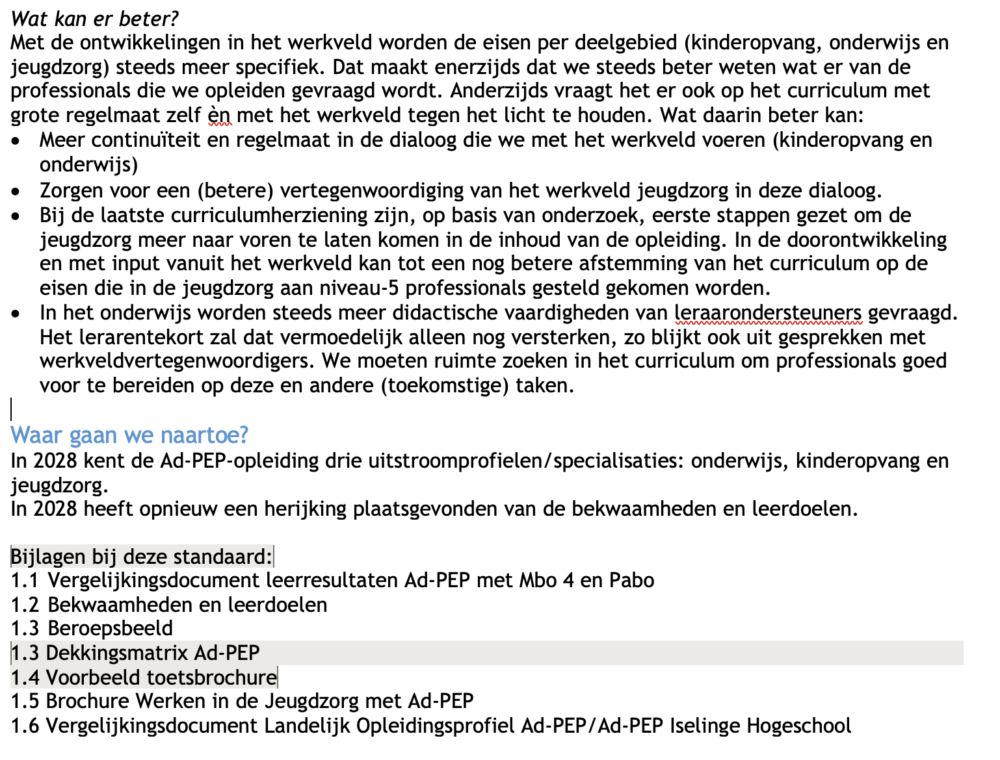 Wat kan er beter?
Met de ontwikkelingen in het werkveld worden de eisen per deelgebied (kinderopvang, onderwijs en
jeugdzorg) steeds meer specifiek. Dat maakt enerzijds dat we steeds beter weten wat er van de
professionals die we opleiden gevraagd wordt. Anderzijds vraagt het er ook op het curriculum met
grote regelmaat zelf èn met het werkveld tegen het licht te houden. Wat daarin beter kan:
• Meer continuïteit en regelmaat in de dialoog die we met het werkveld voeren (kinderopvang en
onderwijs)
• Zorgen voor een (betere) vertegenwoordiging van het werkveld jeugdzorg in deze dialoog.
• Bij de laatste curriculumherziening zijn, op basis van onderzoek, eerste stappen gezet om de
jeugdzorg meer naar voren te laten komen in de inhoud van de opleiding. In de doorontwikkeling
en met input vanuit het werkveld kan tot een nog betere afstemming van het curriculum op de
eisen die in de jeugdzorg aan niveau-5 professionals gesteld gekomen worden.
• In het onderwijs worden steeds meer didactische vaardigheden van leraarondersteuners gevraagd.
Het lerarentekort zal dat vermoedelijk alleen nog versterken, zo blijkt ook uit gesprekken met
werkveldvertegenwoordigers. We moeten ruimte zoeken in het curriculum om professionals goed
voor te bereiden op deze en andere (toekomstige) taken.
Waar gaan we naartoe?
In 2028 kent de Ad-PEP-opleiding drie uitstroomprofielen/specialisaties: onderwijs, kinderopvang en
jeugdzorg.
In 2028 heeft opnieuw een herijking plaatsgevonden van de bekwaamheden en leerdoelen.
Bijlagen bij deze standaard:
1.1 Vergelijkingsdocument leerresultaten Ad-PEP met Mbo 4 en Pabo
1.2 Bekwaamheden en leerdoelen
1.3 Beroepsbeeld
1.3 Dekkingsmatrix Ad-PEP
1.4 Voorbeeld toetsbrochure
1.5 Brochure Werken in de Jeugdzorg met Ad-PEP
1.6 Vergelijkingsdocument Landelijk Opleidingsprofiel Ad-PEP/Ad-PEP Iselinge Hogeschool